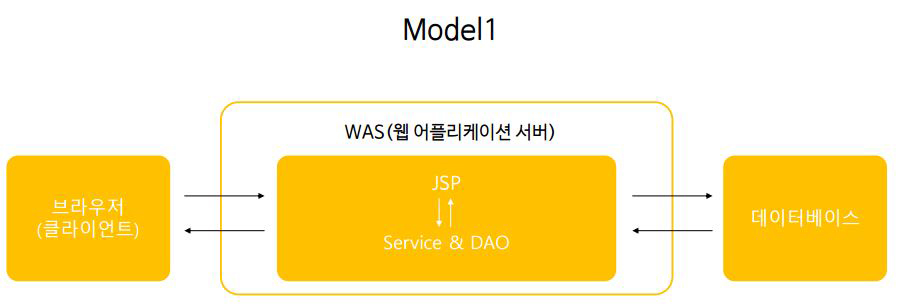 Model1
WAS(웹 어플리케이션 서버)
브라우저
(클라이언트)
JSP
Service & DAO
데이터베이스